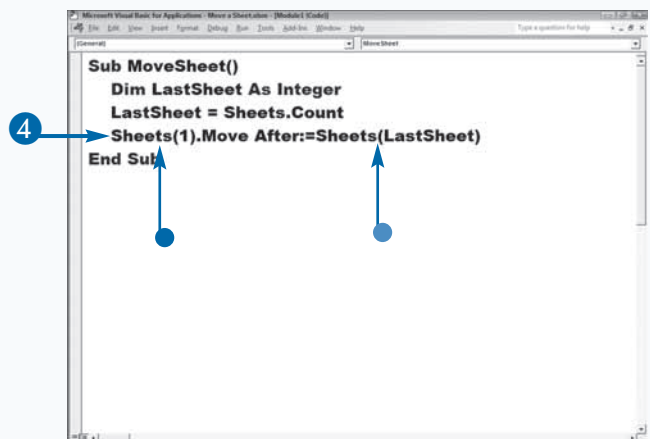 Microsoft Visual Basic for Applications - Move a Sheet.xlsm - [Module1 (Code)]
File Edit View Insert Format Debug Run Tools Add-Ins Window Help Type a question for help
(General) MoveSheet
Sub MoveSheet()
Dim LastSheet As Integer
LastSheet = Sheets.Count
4 Sheets(1).Move After:=Sheets(LastSheet)
End Sub